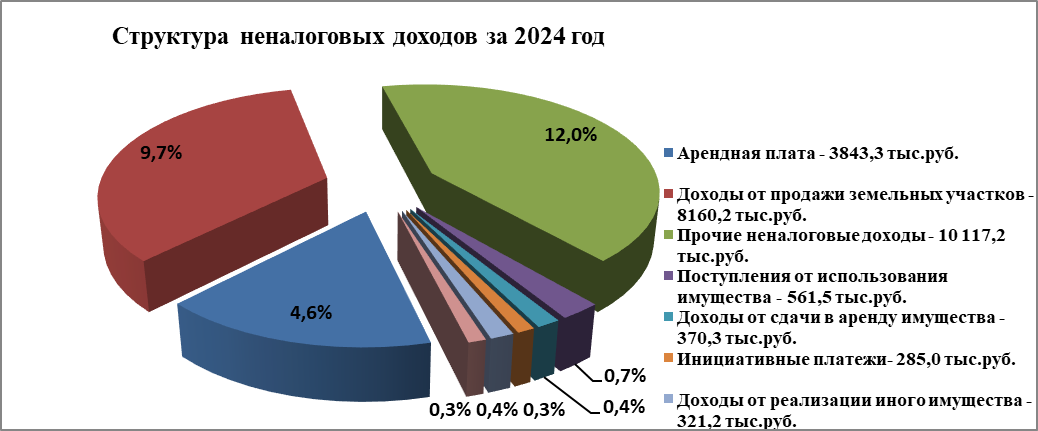 Структура неналоговых доходов за 2024 год
12,0%
9,7%
4,6%
0,3%
0,4%
0,3%
0,4%
0,7%
Арендная плата - 3843,3 тыс.руб.
Доходы от продажи земельных участков -
8160,2 тыс.руб.
Прочие неналоговые доходы - 10 117,2
тыс.руб.
Поступления от использования
имущества - 561,5 тыс.руб.
Доходы от сдачи в аренду имущества -
370,3 тыс.руб.
Инициативные платежи- 285,0 тыс.руб.
Доходы от реализации иного имущества -
321,2 тыс.руб.